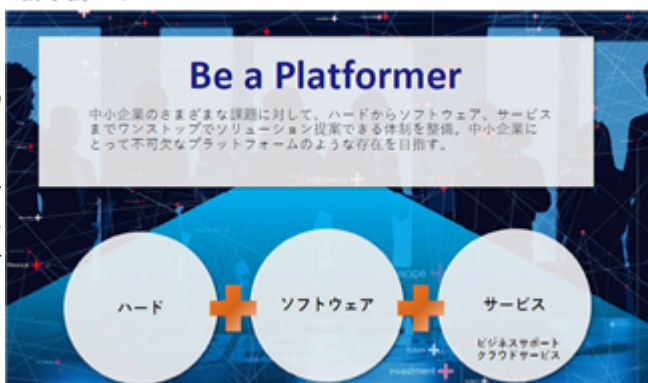 Be a Platformer
中小企業のさまざまな課題に対して、ハードからソフトウェア、サービス
までワンストップでソリューション提案できる体制を整備。中小企業に
とって不可欠なプラットフォームのような存在を目指す。
ハード
ソフトウェア
サービス
ビジネスサポート
クラウドサービス
Investment